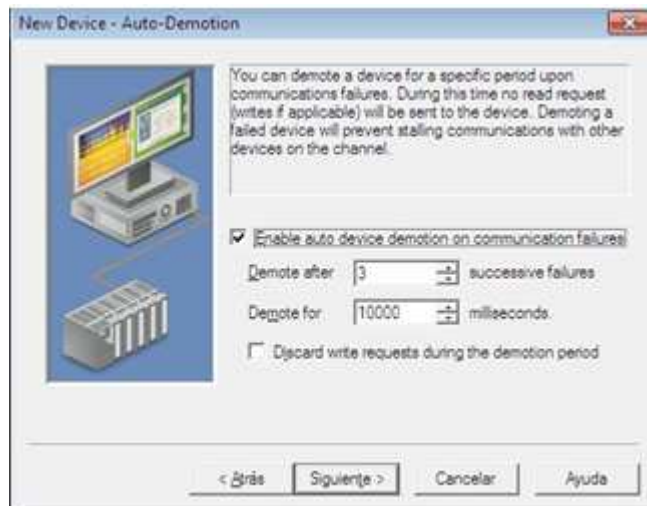 New Device - Auto-Demotion
You can demote a device for a specific period upon
communications failures. During this time no read request
(writes if applicable) will be sent to the device. Demoting a
failed device will prevent stalling communications with other
devices on the channel.
Enable auto device demotion on communication failures
Demote after 3 successive failures
Demote for 10000 milliseconds.
Discard write requests during the demotion period
< Atrás Siguiente > Cancelar Ayuda